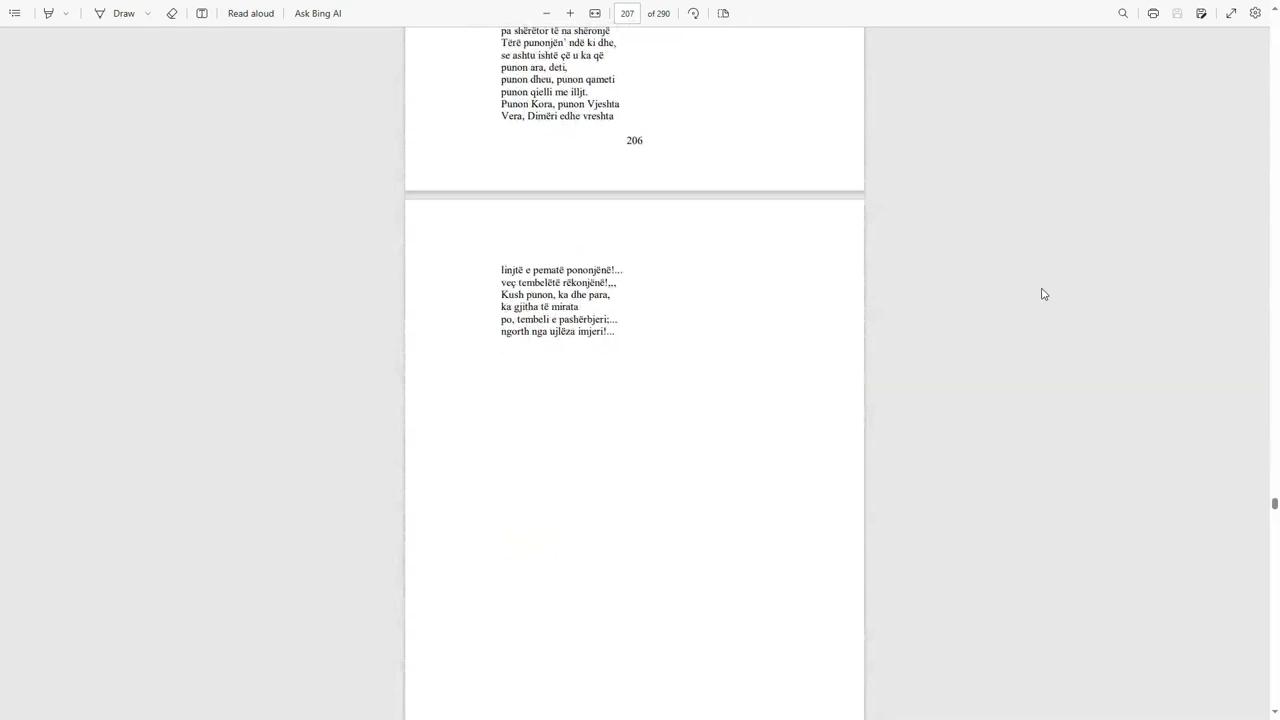 Draw
Read aloud
Ask Bing AI
207
of 290
pa shërëtor të na shëronjë
Tërë punonjën` ndë ki dhe,
se ashtu ishtë çë u ka që
punon ara, deti,
punon dheu, punon qameti
punon qielli me illjt.
Punon Kora, punon Vjeshta
Vera, Dimëri edhe vreshta
206
linjtë e pematë pononjënë!...
veç tembelëtë rëkonjënë!,,,
Kush punon, ka dhe para,
ka gjitha të mirata
po, tembeli e pashërbjeri;...
ngorth nga ujlëza imjeri!...